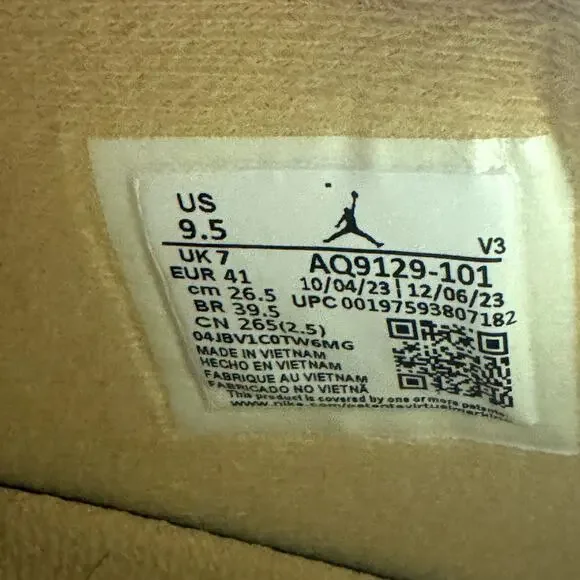 US
9.5
V3
UK 7
AQ9129-101
EUR 41
10/04/23 | 12/06/23
cm 26.5
UPC 00197593807182
BR 39.5
CN 265(2.5)
04JBV1C0TW6MG
MADE IN VIETNAM
HECHO EN VIETNAM
FABRIQUE AU VIETNAM
FABRICADO NO VIETNÃ
This product is covered by one or more patents.